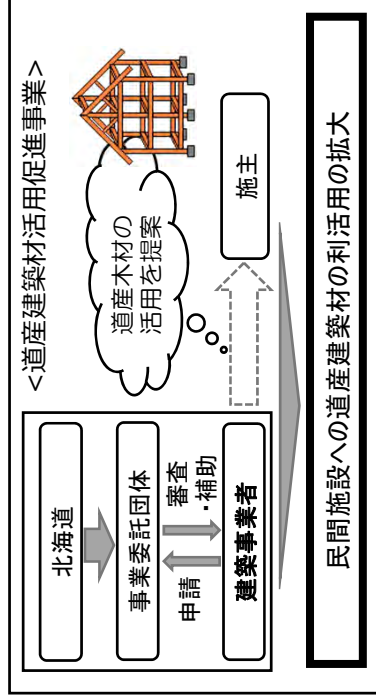 <道産建築材活用促進事業>
北海道
事業委託団体
申請
審査
・補助
建築事業者
道産木材の
活用を提案
施主
民間施設への道産建築材の利活用の拡大